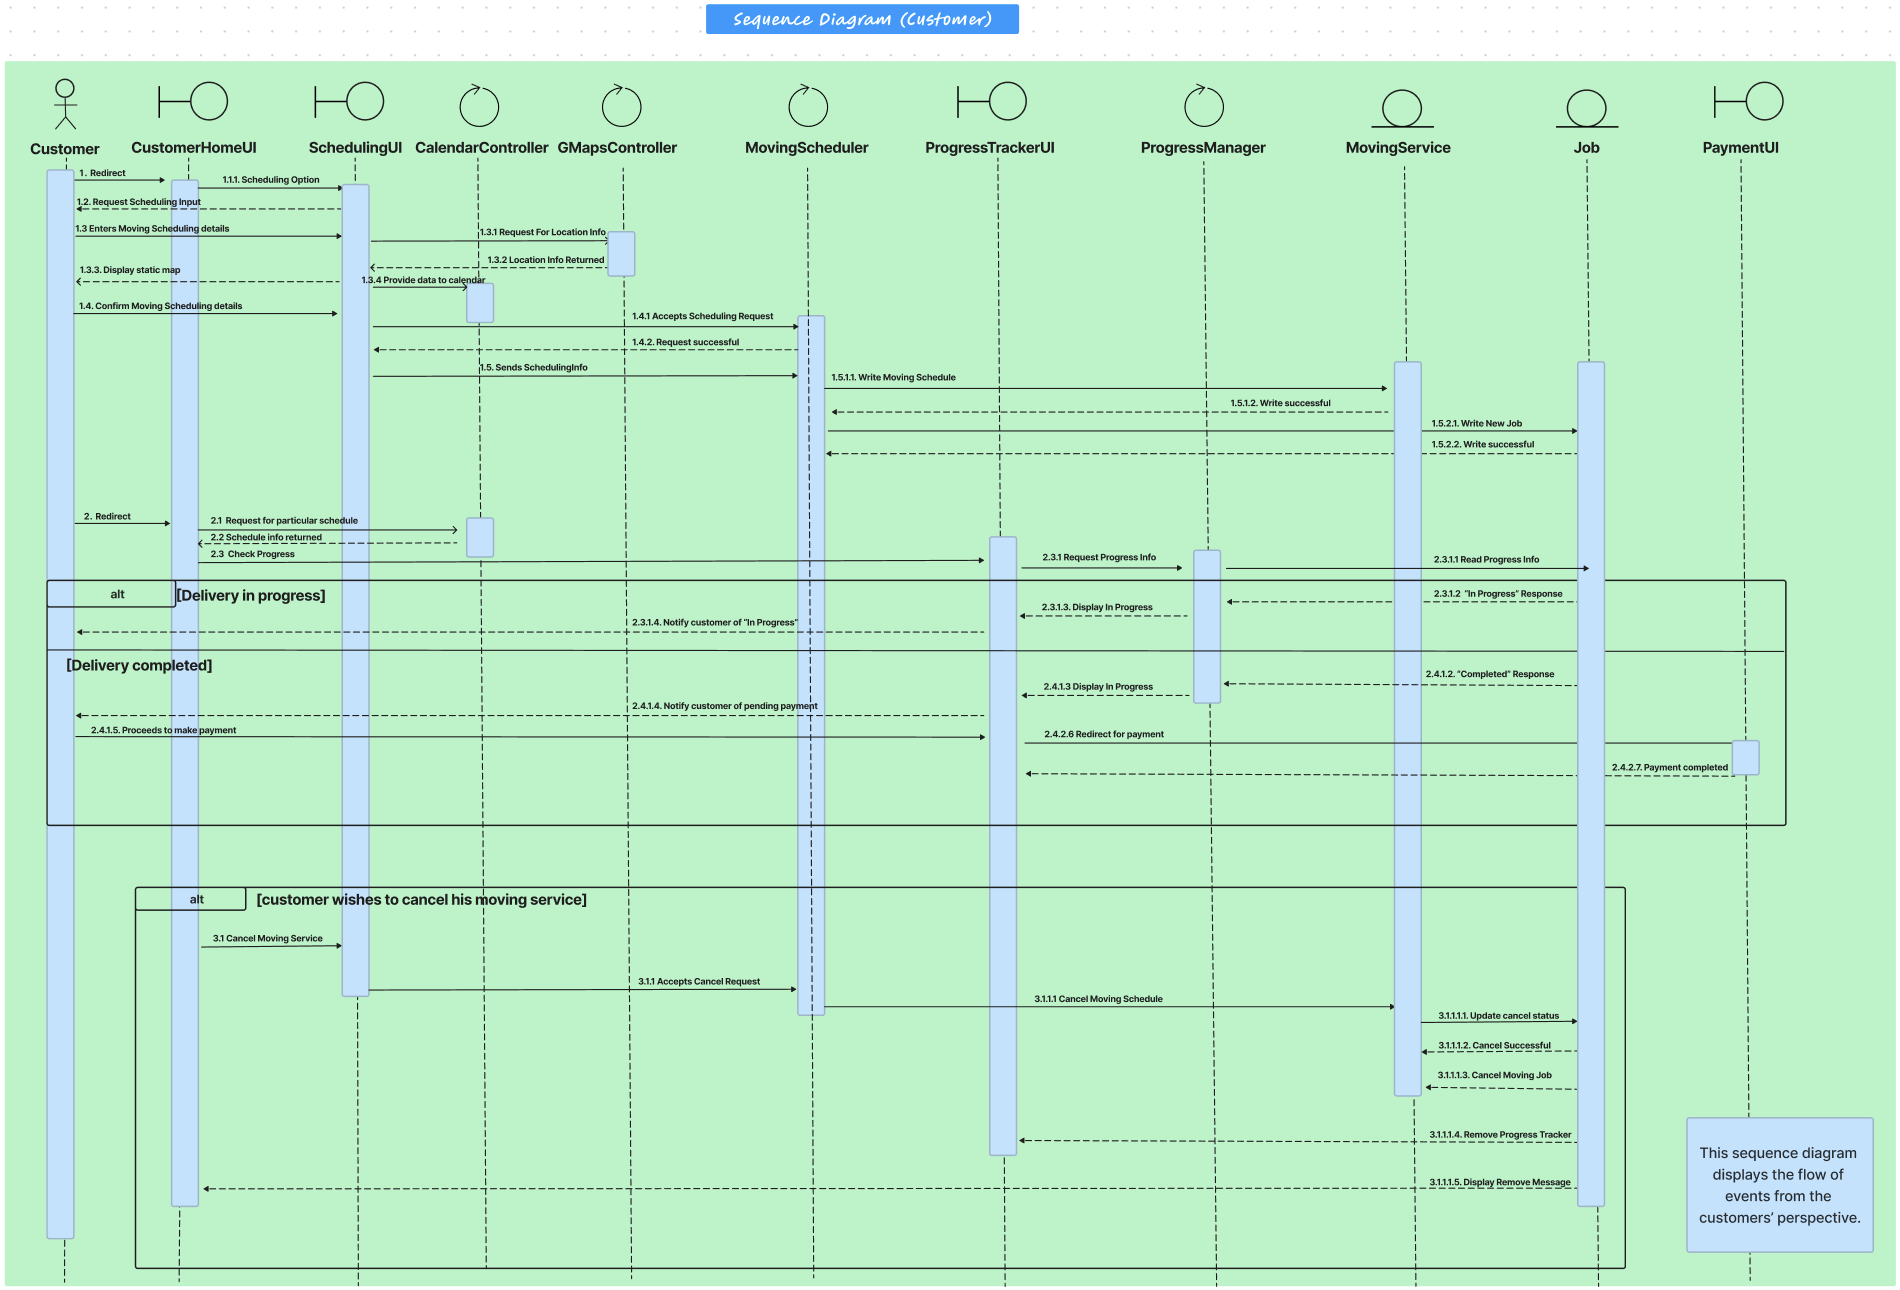 Sequence Diagram (Customer)
Customer
CustomerHomeUI
SchedulingUI
CalendarController
GMapsController
MovingScheduler
ProgressTrackerUI
ProgressManager
MovingService
Job
PaymentUI
1. Redirect
1.1.1. Scheduling Option
1.2. Request Scheduling Input
1.3 Enters Moving Scheduling details
1.3.1 Request For Location Info
1.3.2 Location Info Returned
1.3.3. Display static map
1.3.4 Provide data to calendar
1.4. Confirm Moving Scheduling details
1.4.1 Accepts Scheduling Request
1.4.2. Request successful
1.5. Sends SchedulingInfo
1.5.1.1. Write Moving Schedule
1.5.1.2. Write successful
1.5.2.1. Write New Job
1.5.2.2. Write successful
2. Redirect
2.1 Request for particular schedule
2.2 Schedule info returned
2.3 Check Progress
2.3.1 Request Progress Info
2.3.1.1 Read Progress Info
alt
[Delivery in progress]
2.3.1.2 "In Progress" Response
2.3.1.3. Display In Progress
2.3.1.4. Notify customer of "In Progress"
[Delivery completed]
2.4.1.2. "Completed" Response
2.4.1.3 Display In Progress
2.4.1.4. Notify customer of pending payment
2.4.1.5. Proceeds to make payment
2.4.2.6 Redirect for payment
2.4.2.7. Payment completed
alt
[customer wishes to cancel his moving service]
3.1 Cancel Moving Service
3.1.1 Accepts Cancel Request
3.1.1.1 Cancel Moving Schedule
3.1.1.1.1. Update cancel status
3.1.1.1.2. Cancel Successful
3.1.1.1.3. Cancel Moving Job
3.1.1.1.4. Remove Progress Tracker
3.1.1.1.5. Display Remove Message
This sequence diagram
displays the flow of
events from the
customers' perspective.